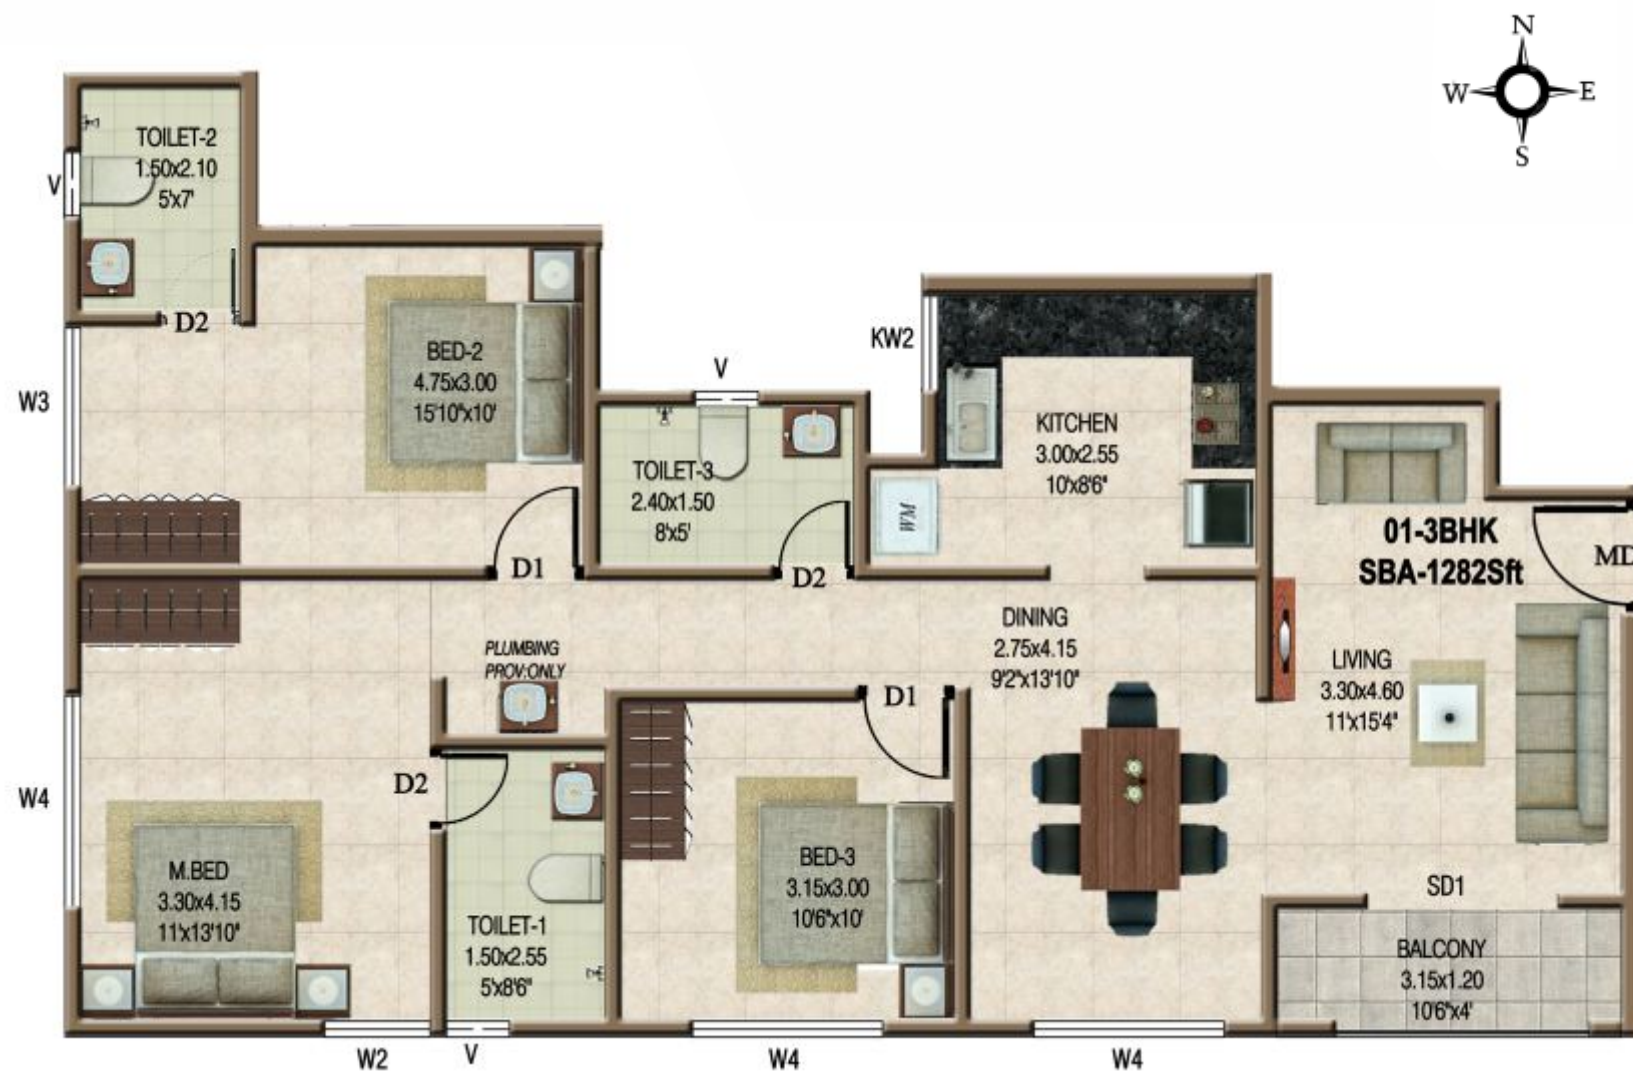 N
W E
S
TOILET-2
1.50x2.10
5'x7'
V
D2
W3
BED-2
4.75x3.00
15'10"x10'
D1
V
TOILET-3
2.40x1.50
8'x5'
D2
KW2
KITCHEN
3.00x2.55
10'x8'6"
WM
01-3BHK
SBA-1282Sft
MD
DINING
2.75x4.15
9'2"x13'10"
LIVING
3.30x4.60
11'x15'4"
PLUMBING
PROV:ONLY
D1
D2
W4
M.BED
3.30x4.15
11'x13'10"
TOILET-1
1.50x2.55
5'x8'6"
BED-3
3.15x3.00
10'6"x10'
SD1
BALCONY
3.15x1.20
10'6"x4'
W2
V
W4
W4